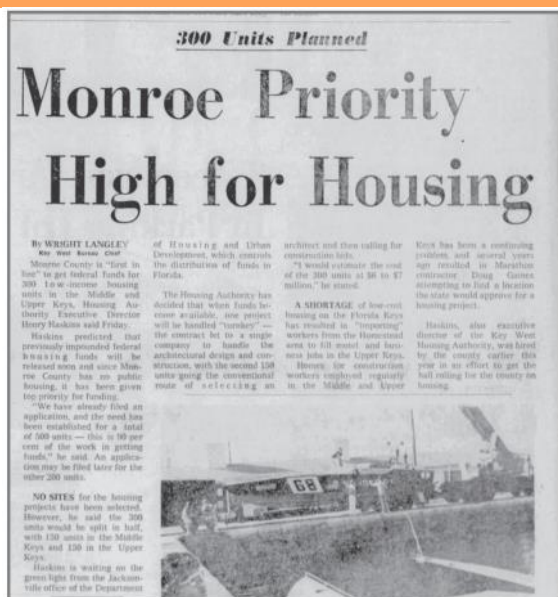 300 Units Planned
Monroe Priority
High for Housing
By WRIGHT LANGLEY
Key West Bureau Chief
Monroe County is "first in
line" to get federal funds for
300 low-income housing
units in the Middle and
Upper Keys, Housing Au-
thority Executive Director
Henry Haskins said Friday.
Haskins predicted that
previously impounded federal
housing funds will be
released soon and since Mon-
roe County has no public
housing, it has been given
top priority for funding.
"We have already filed an
application, and the need has
been established for a total
of 500 units — this is 90 per
cent of the work in getting
funds," he said. An applica-
tion may be filed later for the
other 200 units.
NO SITES for the housing
projects have been selected.
However, he said the 300
units would be split in half,
with 150 units in the Middle
Keys and 150 in the Upper
Keys.
Haskins is waiting on the
green light from the Jackson-
ville office of the Department
of Housing and Urban
Development, which controls
the distribution of funds in
Florida.
The Housing Authority has
decided that when funds be-
come available, one project
will be handled "turnkey" —
the contract let to a single
company to handle the
architectural design and con-
struction, with the second 150
units going the conventional
route of selecting an
architect and then calling for
construction bids.
"I would estimate the cost
of the 300 units at $6 to $7
million," he stated.
A SHORTAGE of low-cost
housing on the Florida Keys
has resulted in "importing"
workers from the Homestead
area to fill motel and busi-
ness jobs in the Upper Keys.
Housing for construction
workers employed regularly
in the Middle and Upper
Keys has been a continuing
problem, and several years
ago resulted in Marathon
contractor Doug Games
attempting to find a location
the state would approve for a
housing project.
Haskin, also executive
director of the Key West
Housing Authority, was hired
by the county earlier this
year in an effort to get the
ball rolling for the county on
housing.
68